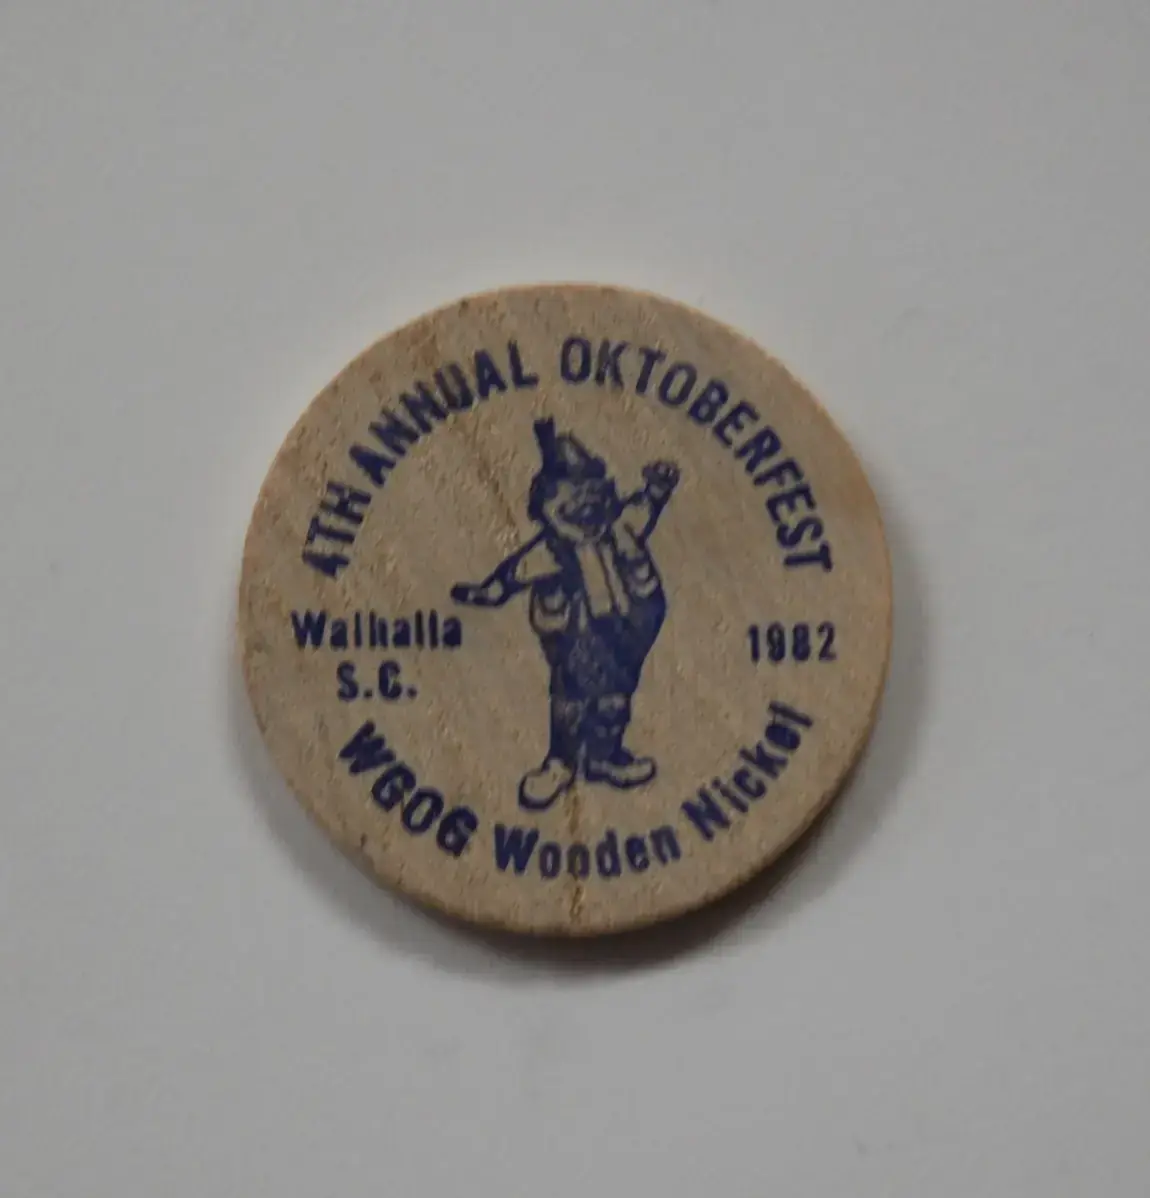 4TH ANNUAL OKTOBERFEST
Walhalla
S.C.
1982
WGOG Wooden Nickel